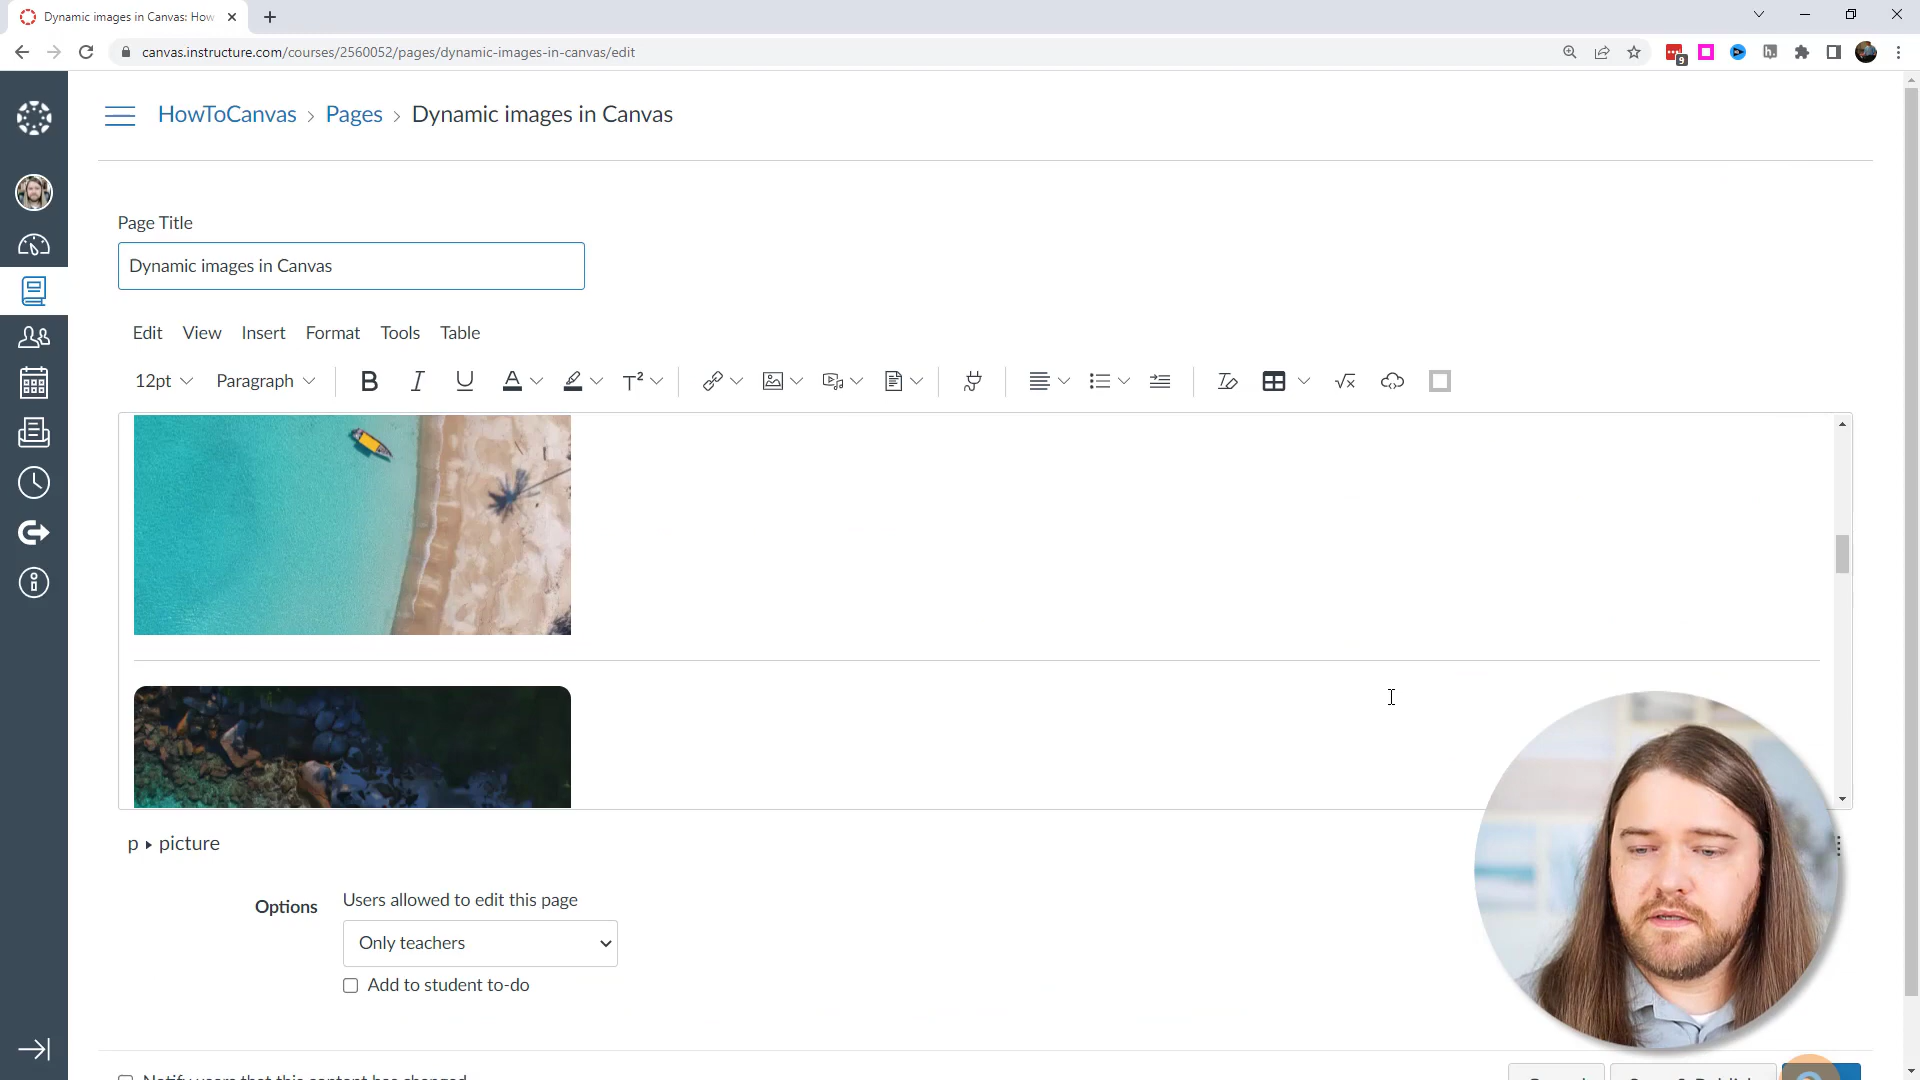 Dynamic images in Canvas: How
canvas.instructure.com/courses/2560052/pages/dynamic-images-in-canvas/edit
9
HowToCanvas > Pages > Dynamic images in Canvas
Page Title
Dynamic images in Canvas
Edit View Insert Format Tools Table
12pt Paragraph B I U A T²
p ▸ picture
Options
Users allowed to edit this page
Only teachers
Add to student to-do
Notify users that this content has changed